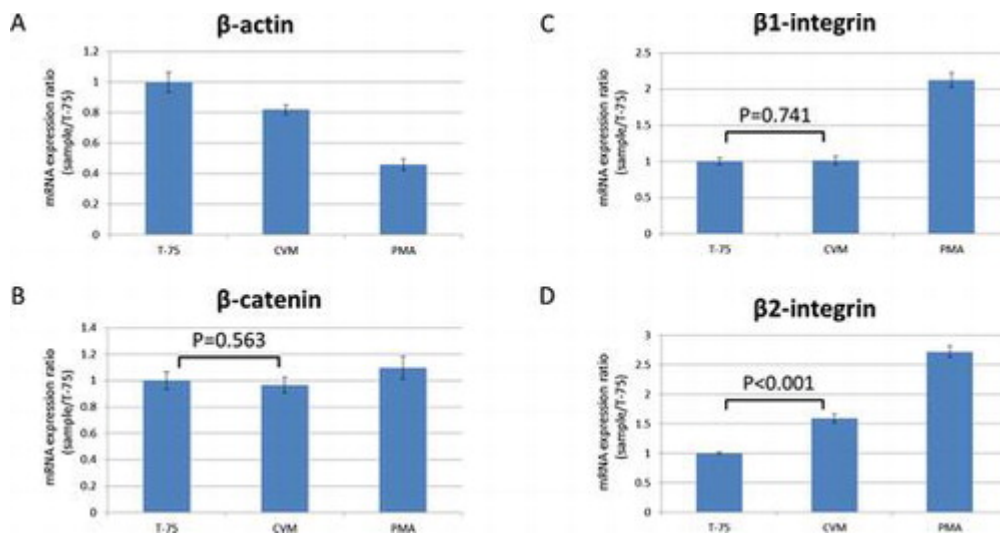 A
β-actin
mRNA expression ratio
(sample/T-75)
1.2
1
0.8
0.6
0.4
0.2
0
T-75 CVM PMA
B
β-catenin
mRNA expression ratio
(sample/T-75)
1.4
1.2
1
0.8
0.6
0.4
0.2
0
P=0.563
T-75 CVM PMA
C
β1-integrin
mRNA expression ratio
(sample/T-75)
2.5
2
1.5
1
0.5
0
P=0.741
T-75 CVM PMA
D
β2-integrin
mRNA expression ratio
(sample/T-75)
3
2.5
2
1.5
1
0.5
0
P<0.001
T-75 CVM PMA